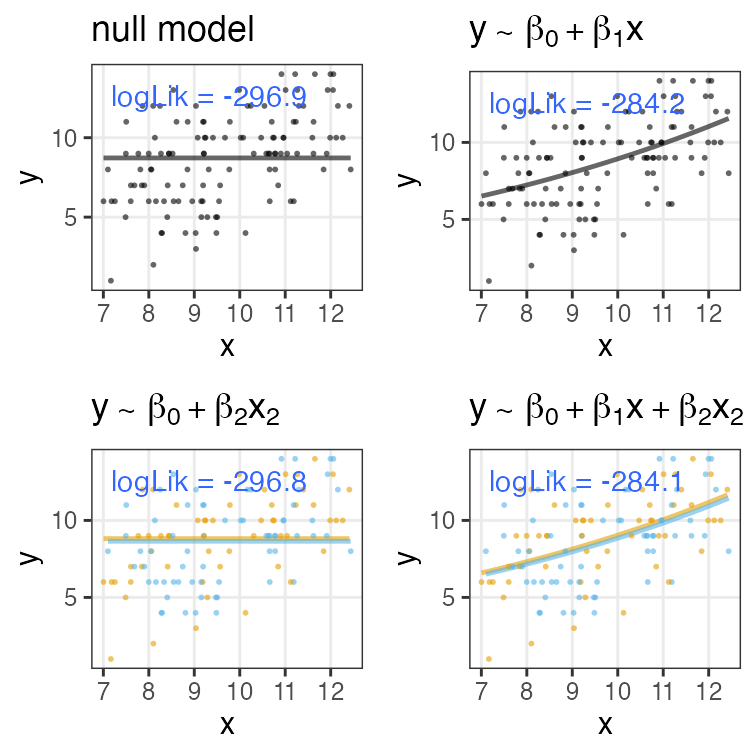 null model
logLik = -296.9
10
5
y
7 8 9 10 11 12
x
y ~ β₀ + β₁x
logLik = -284.2
10
5
y
7 8 9 10 11 12
x
y ~ β₀ + β₂x₂
logLik = -296.8
10
5
y
7 8 9 10 11 12
x
y ~ β₀ + β₁x + β₂x₂
logLik = -284.1
10
5
y
7 8 9 10 11 12
x